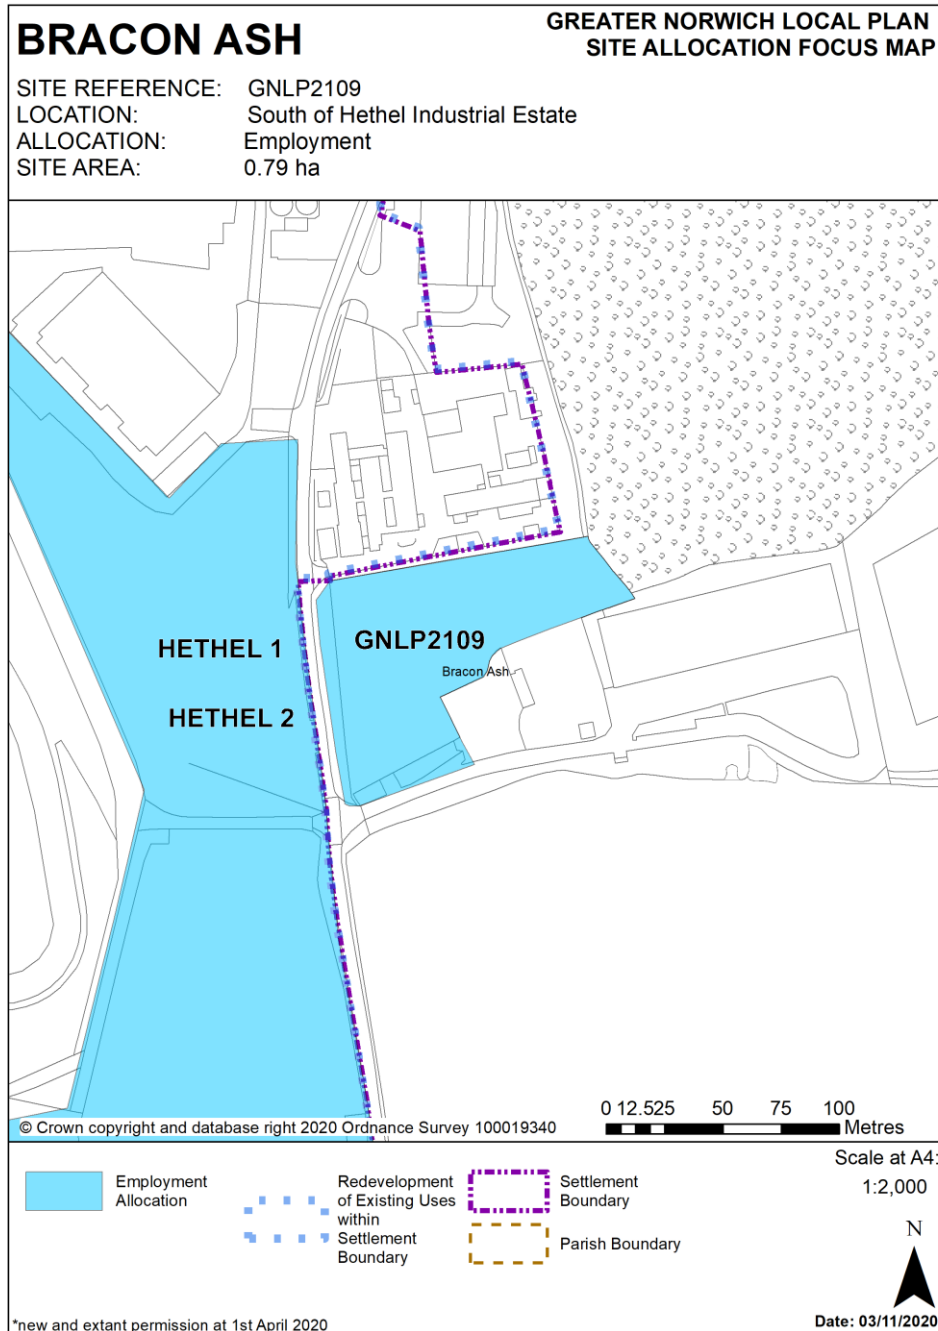 BRACON ASH
GREATER NORWICH LOCAL PLAN
SITE ALLOCATION FOCUS MAP
SITE REFERENCE: GNLP2109
LOCATION: South of Hethel Industrial Estate
ALLOCATION: Employment
SITE AREA: 0.79 ha
HETHEL 1
GNLP2109
Bracon Ash
HETHEL 2
© Crown copyright and database right 2020 Ordnance Survey 100019340
0 12.525 50 75 100
Metres
Employment
Allocation
Redevelopment
of Existing Uses
within
Settlement
Boundary
Settlement
Boundary
Parish Boundary
Scale at A4:
1:2,000
N
*new and extant permission at 1st April 2020
Date: 03/11/2020